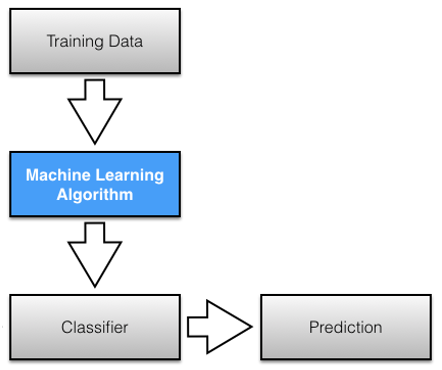 Training Data
Machine Learning
Algorithm
Classifier
Prediction